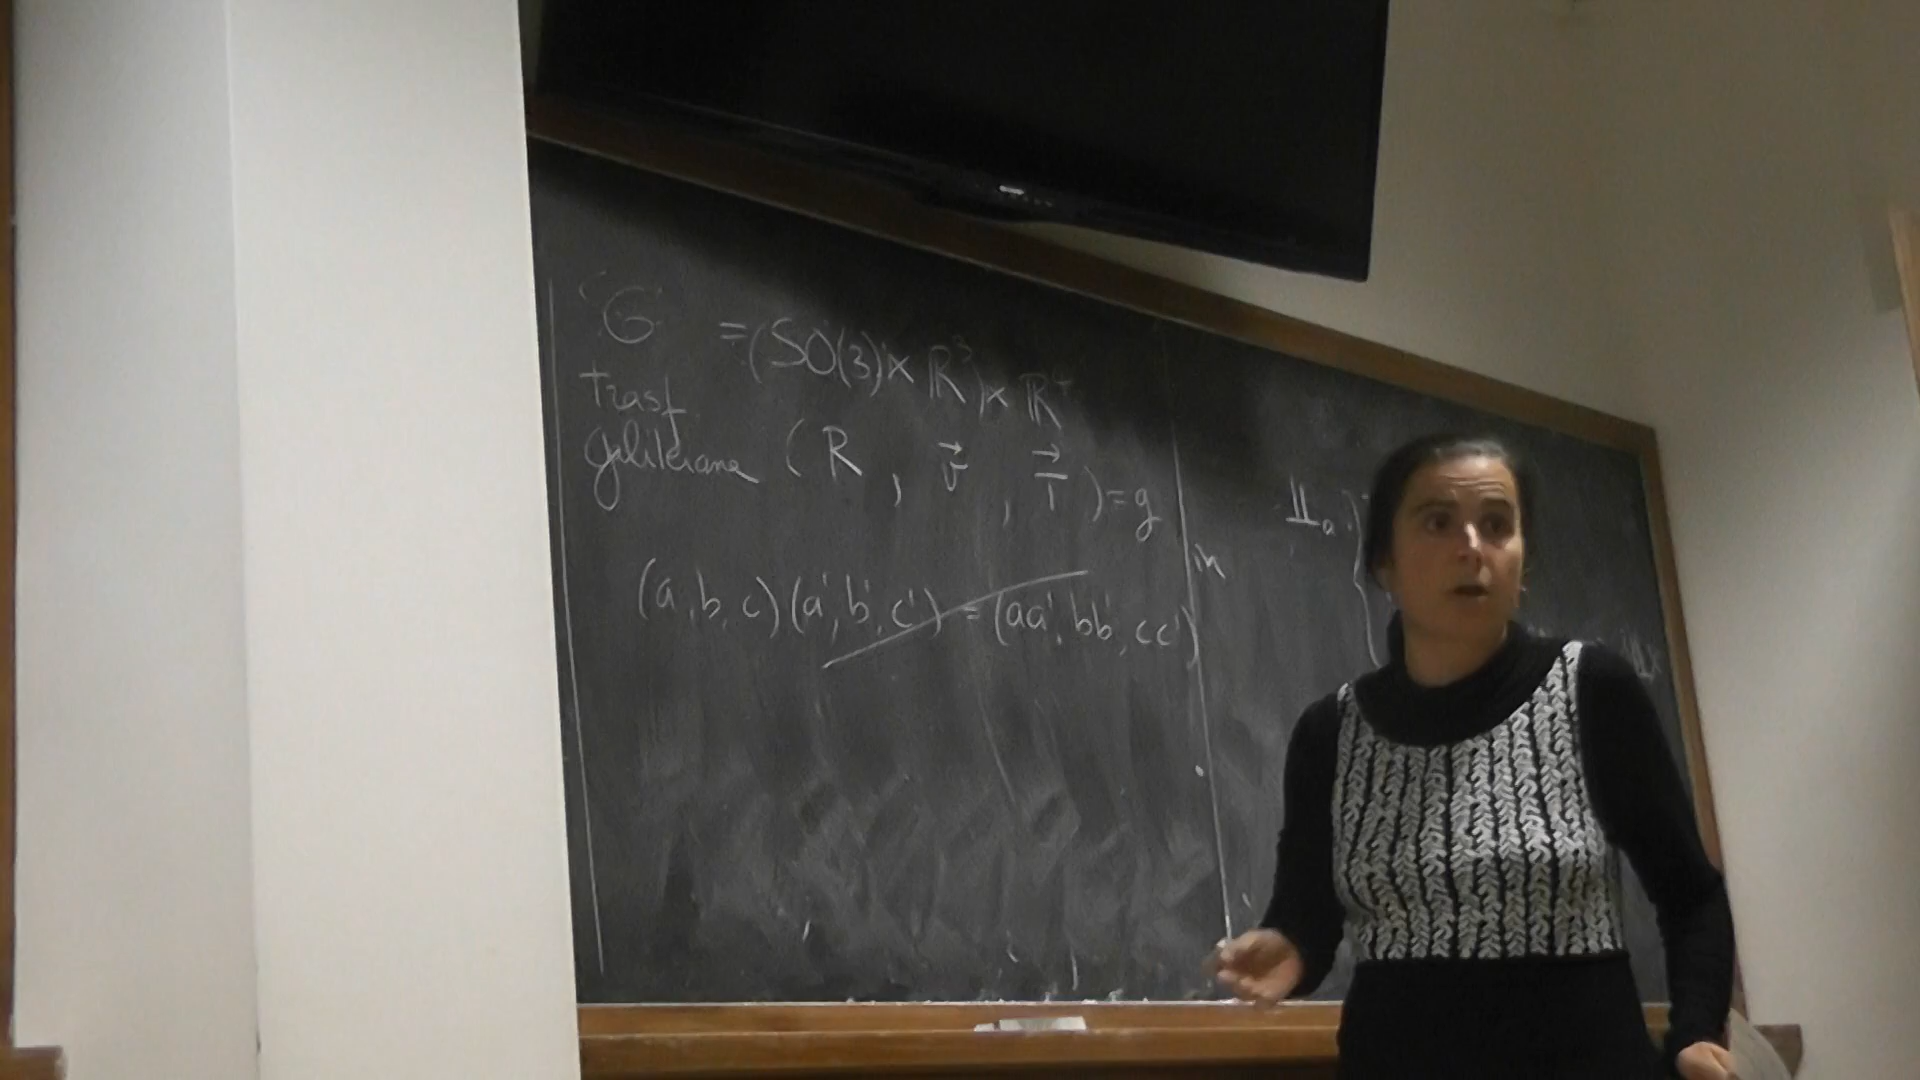 G = (SO(3) × R³) × R⁴
trasf
galileiana (R, v⃗, T⃗) = g
(a, b, c)(a', b', c') = (aa', bb', cc')
in
𝟙ₐ